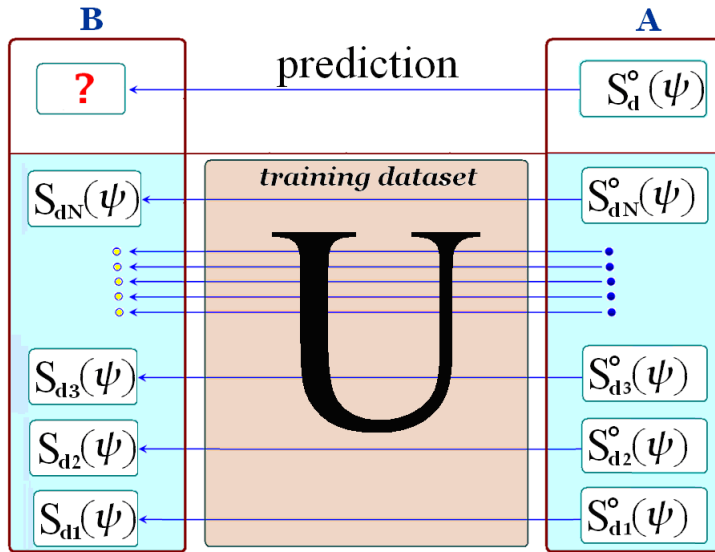 B A
prediction
? S°d(ψ)
training dataset
SdN(ψ) S°dN(ψ)
U
Sd3(ψ) S°d3(ψ)
Sd2(ψ) S°d2(ψ)
Sd1(ψ) S°d1(ψ)